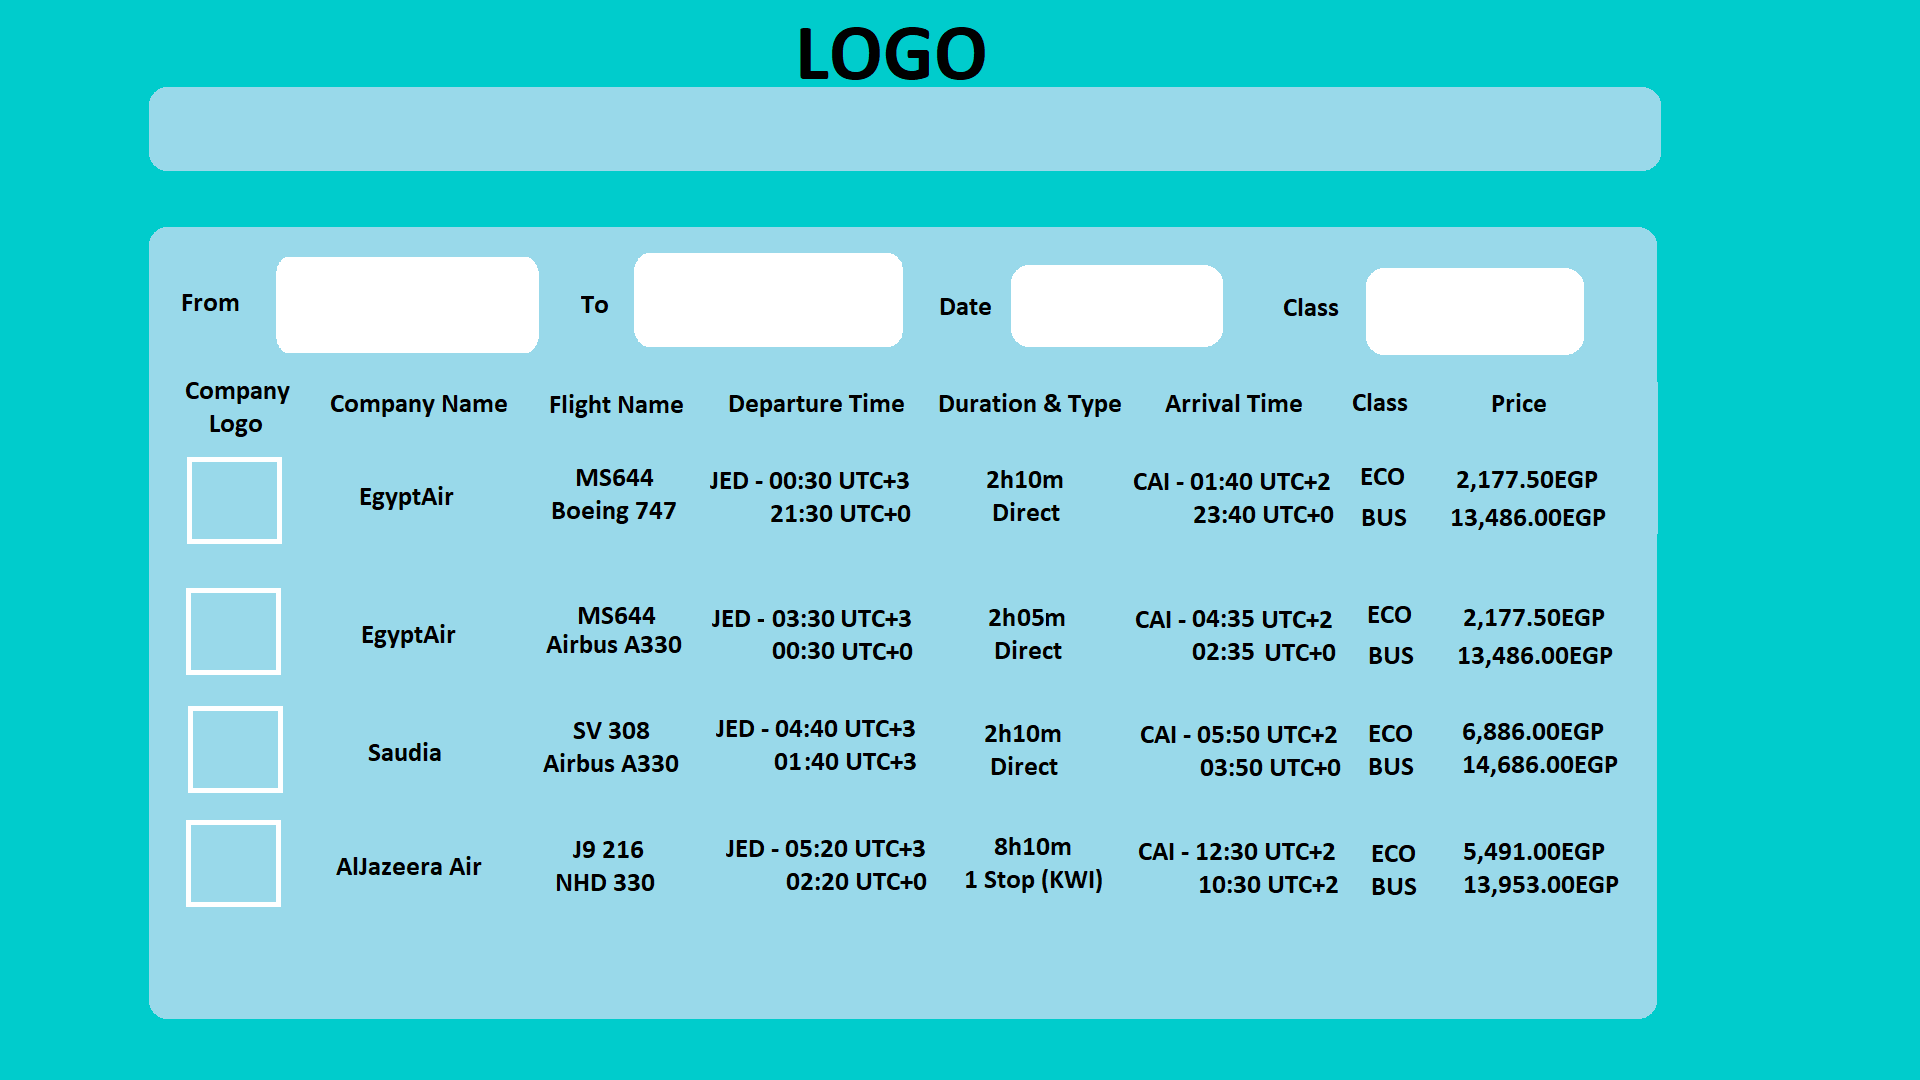 LOGO
From To Date Class
Company Logo Company Name Flight Name Departure Time Duration & Type Arrival Time Class Price
EgyptAir MS644 JED - 00:30 UTC+3 2h10m CAI - 01:40 UTC+2 ECO 2,177.50EGP
Boeing 747 21:30 UTC+0 Direct 23:40 UTC+0 BUS 13,486.00EGP
EgyptAir MS644 JED - 03:30 UTC+3 2h05m CAI - 04:35 UTC+2 ECO 2,177.50EGP
Airbus A330 00:30 UTC+0 Direct 02:35 UTC+0 BUS 13,486.00EGP
Saudia SV 308 JED - 04:40 UTC+3 2h10m CAI - 05:50 UTC+2 ECO 6,886.00EGP
Airbus A330 01:40 UTC+3 Direct 03:50 UTC+0 BUS 14,686.00EGP
AlJazeera Air J9 216 JED - 05:20 UTC+3 8h10m CAI - 12:30 UTC+2 ECO 5,491.00EGP
NHD 330 02:20 UTC+0 1 Stop (KWI) 10:30 UTC+2 BUS 13,953.00EGP